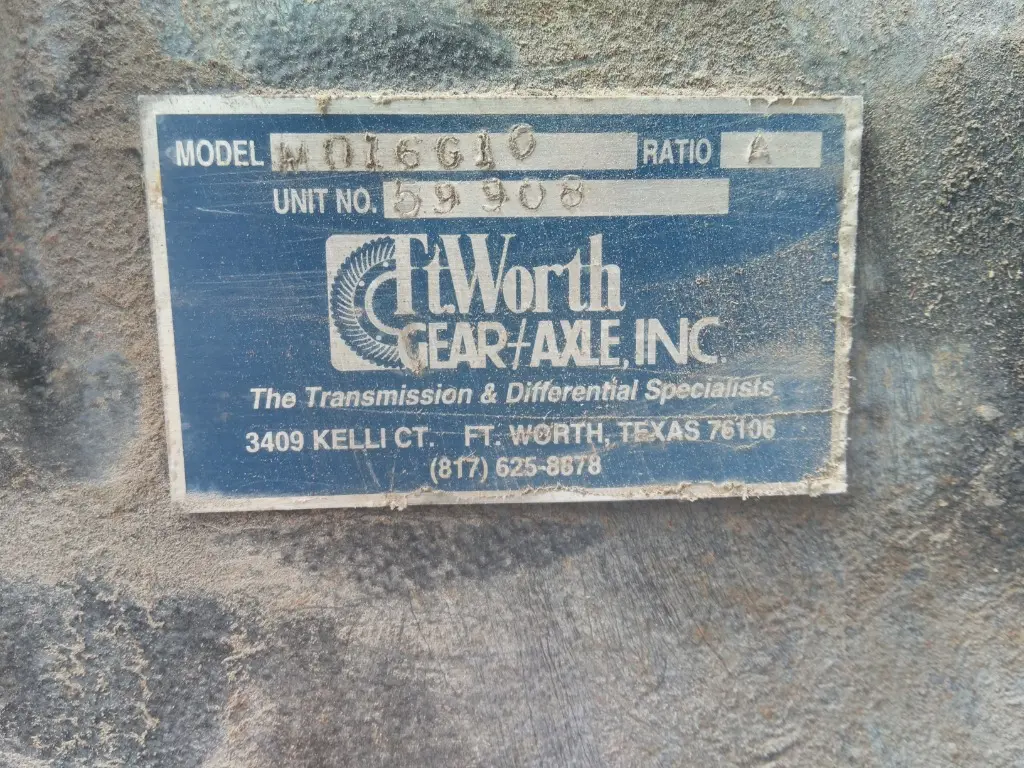 MODEL MO16G10 RATIO A
UNIT NO. 59908
Ft.Worth
GEAR & AXLE, INC.
The Transmission & Differential Specialists
3409 KELLI CT. FT. WORTH, TEXAS 76106
(817) 625-8878